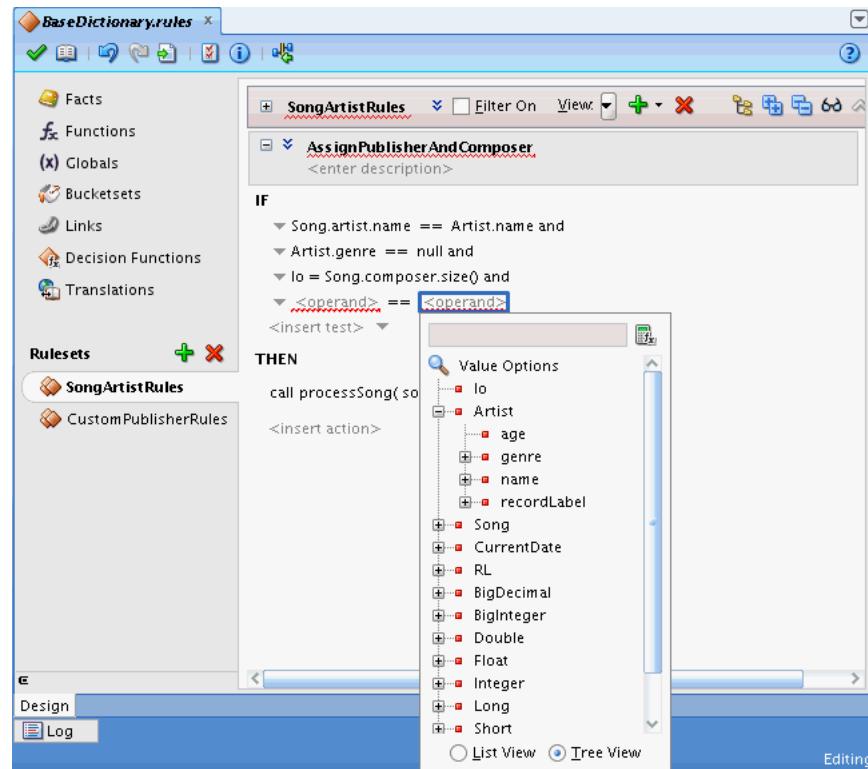 BaseDictionary.rules
Facts
Functions
(x) Globals
Bucketsets
Links
Decision Functions
Translations
Rulesets
SongArtistRules
CustomPublisherRules
SongArtistRules Filter On View:
AssignPublisherAndComposer
<enter description>
IF
Song.artist.name == Artist.name and
Artist.genre == null and
lo = Song.composer.size() and
<operand> == <operand>
<insert test>
THEN
call processSong( so
<insert action>
Value Options
lo
Artist
age
genre
name
recordLabel
Song
CurrentDate
RL
BigDecimal
BigInteger
Double
Float
Integer
Long
Short
List View Tree View
Design
Log
Editing